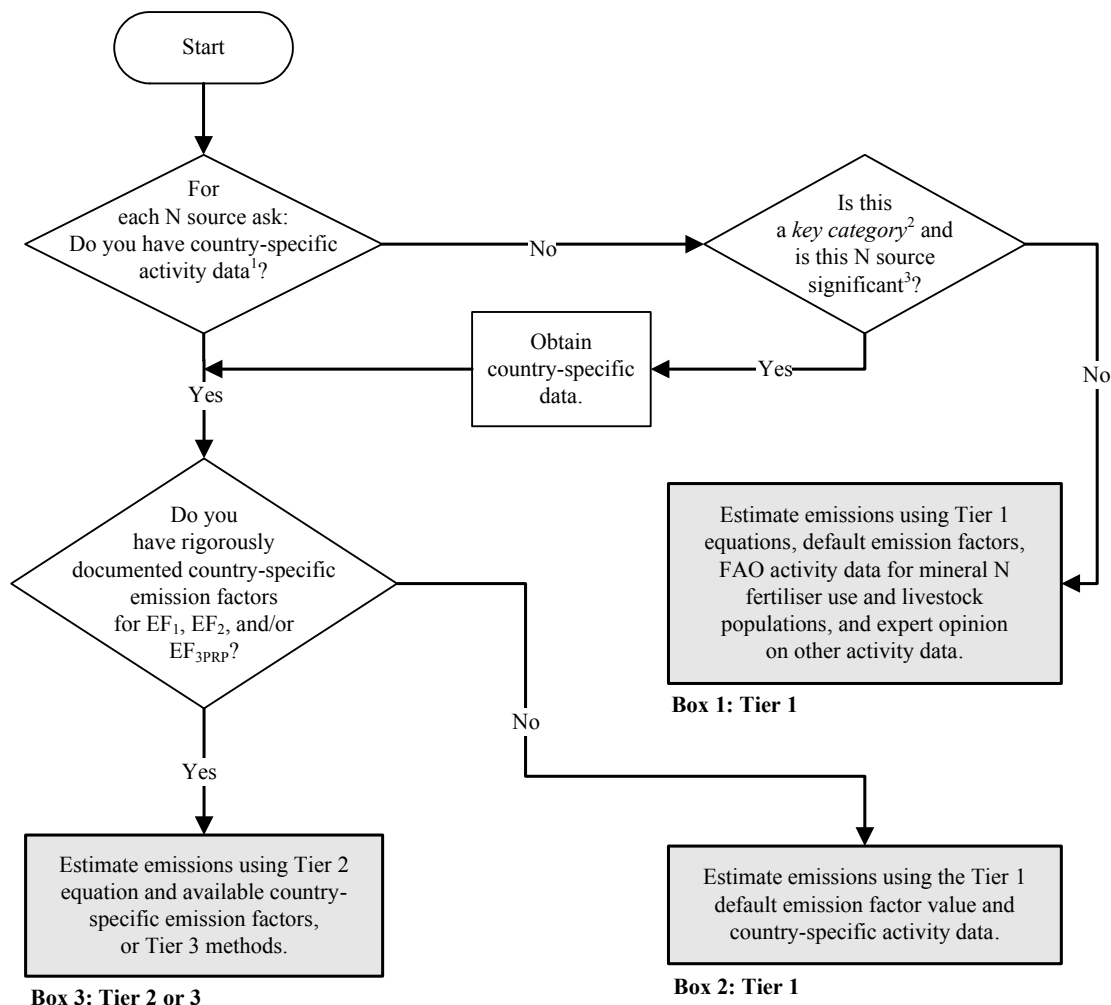 Start
For
each N source ask:
Do you have country-specific
activity data¹?
No
Is this
a key category² and
is this N source
significant³?
Yes
No
Obtain
country-specific
data.
Yes
Do you
have rigorously
documented country-specific
emission factors
for EF₁, EF₂, and/or
EF₃PRP?
Estimate emissions using Tier 1
equations, default emission factors,
FAO activity data for mineral N
fertiliser use and livestock
populations, and expert opinion
on other activity data.
Box 1: Tier 1
No
Yes
Estimate emissions using Tier 2
equation and available country-
specific emission factors,
or Tier 3 methods.
Box 3: Tier 2 or 3
Estimate emissions using the Tier 1
default emission factor value and
country-specific activity data.
Box 2: Tier 1